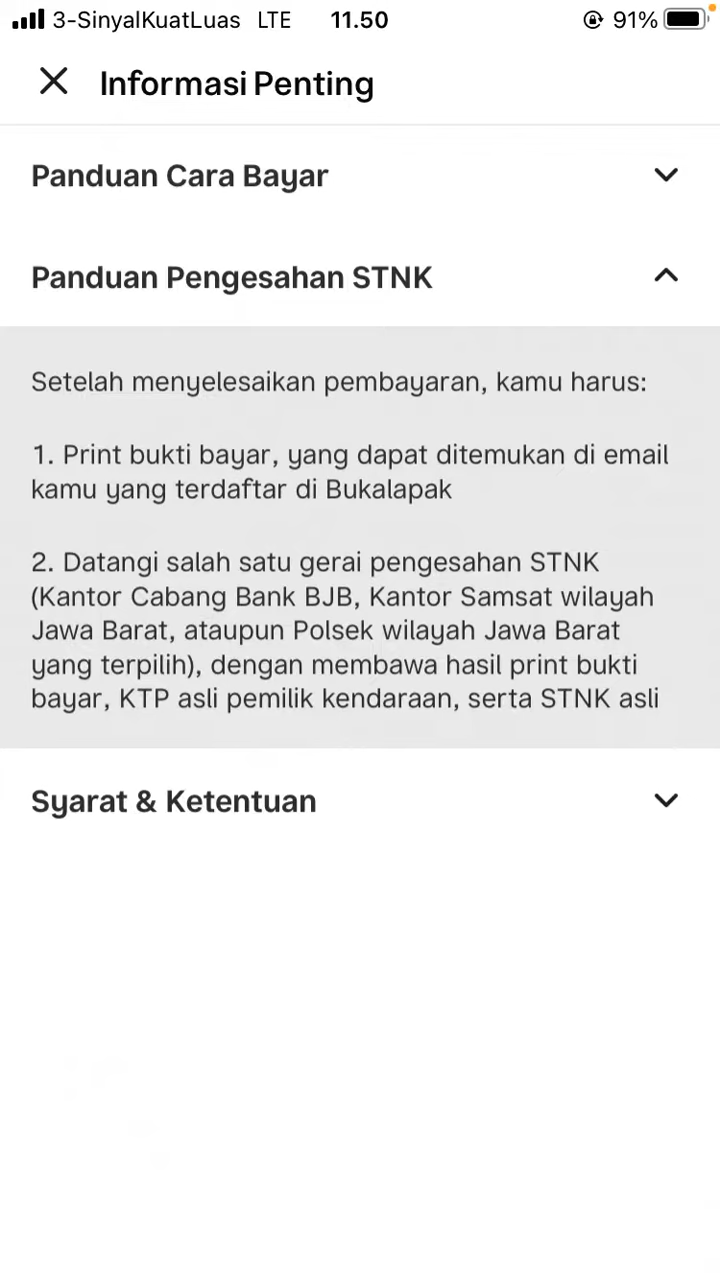 3-SinyalKuatLuas LTE 11.50 91%
Informasi Penting
Panduan Cara Bayar
Panduan Pengesahan STNK
Setelah menyelesaikan pembayaran, kamu harus:
1. Print bukti bayar, yang dapat ditemukan di email
kamu yang terdaftar di Bukalapak
2. Datangi salah satu gerai pengesahan STNK
(Kantor Cabang Bank BJB, Kantor Samsat wilayah
Jawa Barat, ataupun Polsek wilayah Jawa Barat
yang terpilih), dengan membawa hasil print bukti
bayar, KTP asli pemilik kendaraan, serta STNK asli
Syarat & Ketentuan